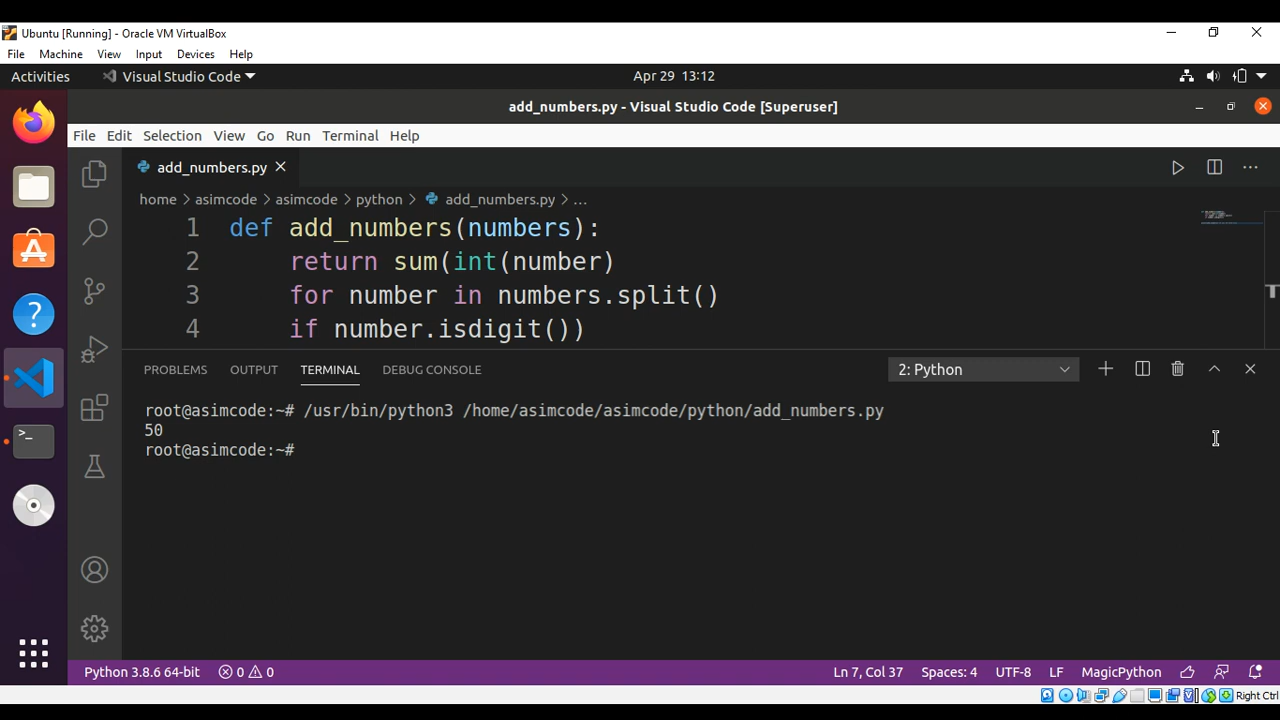 Ubuntu [Running] - Oracle VM VirtualBox
File Machine View Input Devices Help
Activities Visual Studio Code Apr 29 13:12
add_numbers.py - Visual Studio Code [Superuser]
File Edit Selection View Go Run Terminal Help
add_numbers.py
home > asimcode > asimcode > python > add_numbers.py > ...
1 def add_numbers(numbers):
2     return sum(int(number)
3     for number in numbers.split()
4     if number.isdigit())
PROBLEMS OUTPUT TERMINAL DEBUG CONSOLE 2: Python
root@asimcode:~# /usr/bin/python3 /home/asimcode/asimcode/python/add_numbers.py
50
root@asimcode:~#
Python 3.8.6 64-bit 0 0 Ln 7, Col 37 Spaces: 4 UTF-8 LF MagicPython
Right Ctrl